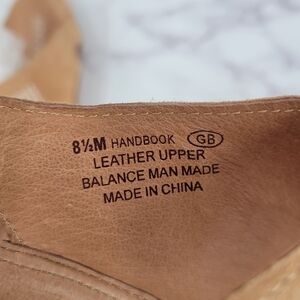 8½M HANDBOOK GB
LEATHER UPPER
BALANCE MAN MADE
MADE IN CHINA